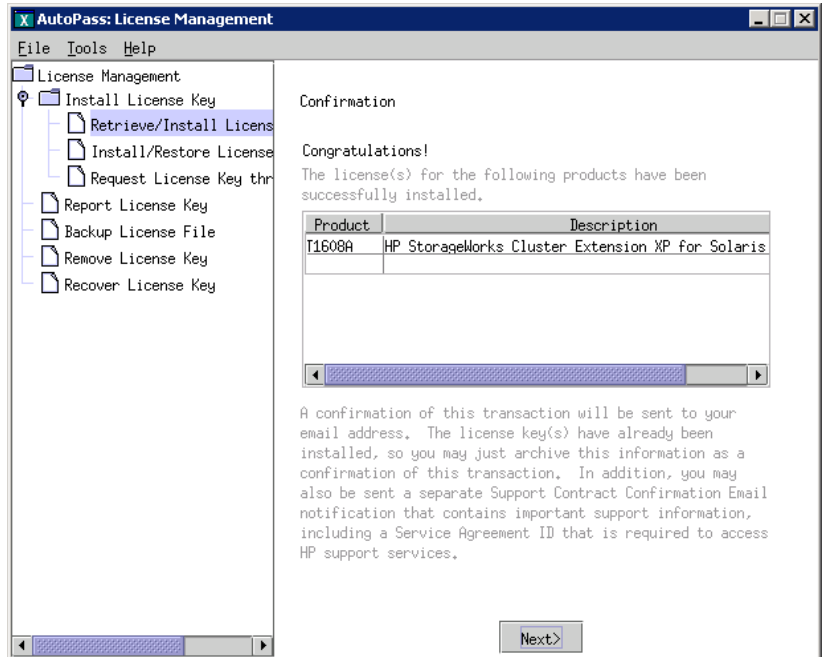 AutoPass: License Management
File Tools Help
License Management
Install License Key
Retrieve/Install Licens
Install/Restore License
Request License Key thr
Report License Key
Backup License File
Remove License Key
Recover License Key
Confirmation
Congratulations!
The license(s) for the following products have been
successfully installed.
Product Description
T1608A HP StorageWorks Cluster Extension XP for Solaris
A confirmation of this transaction will be sent to your
email address. The license key(s) have already been
installed, so you may just archive this information as a
confirmation of this transaction. In addition, you may
also be sent a separate Support Contract Confirmation Email
notification that contains important support information,
including a Service Agreement ID that is required to access
HP support services.
Next>